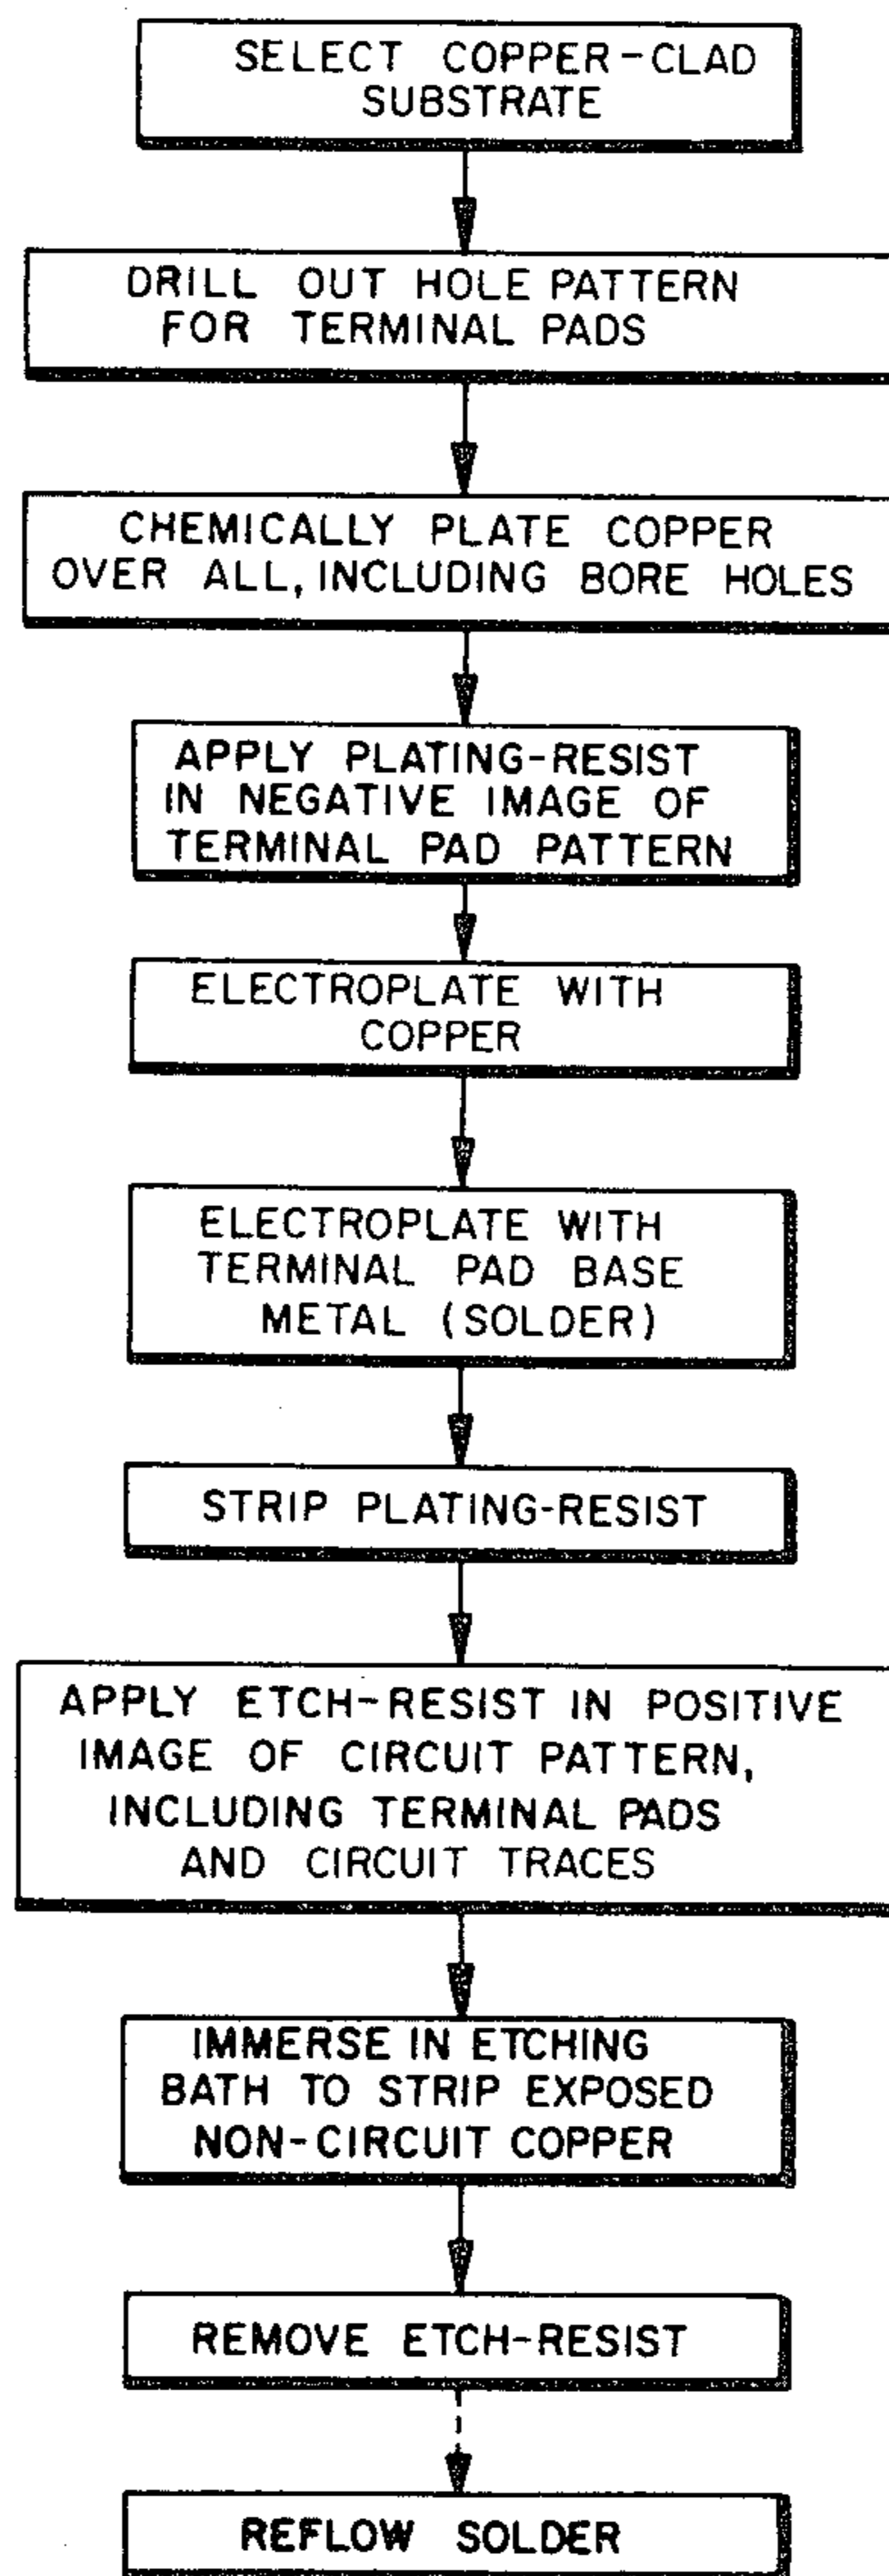 SELECT COPPER-CLAD
SUBSTRATE
DRILL OUT HOLE PATTERN
FOR TERMINAL PADS
CHEMICALLY PLATE COPPER
OVER ALL, INCLUDING BORE HOLES
APPLY PLATING-RESIST
IN NEGATIVE IMAGE OF
TERMINAL PAD PATTERN
ELECTROPLATE WITH
COPPER
ELECTROPLATE WITH
TERMINAL PAD BASE
METAL (SOLDER)
STRIP PLATING-RESIST
APPLY ETCH-RESIST IN POSITIVE
IMAGE OF CIRCUIT PATTERN,
INCLUDING TERMINAL PADS
AND CIRCUIT TRACES
IMMERSE IN ETCHING
BATH TO STRIP EXPOSED
NON-CIRCUIT COPPER
REMOVE ETCH-RESIST
REFLOW SOLDER